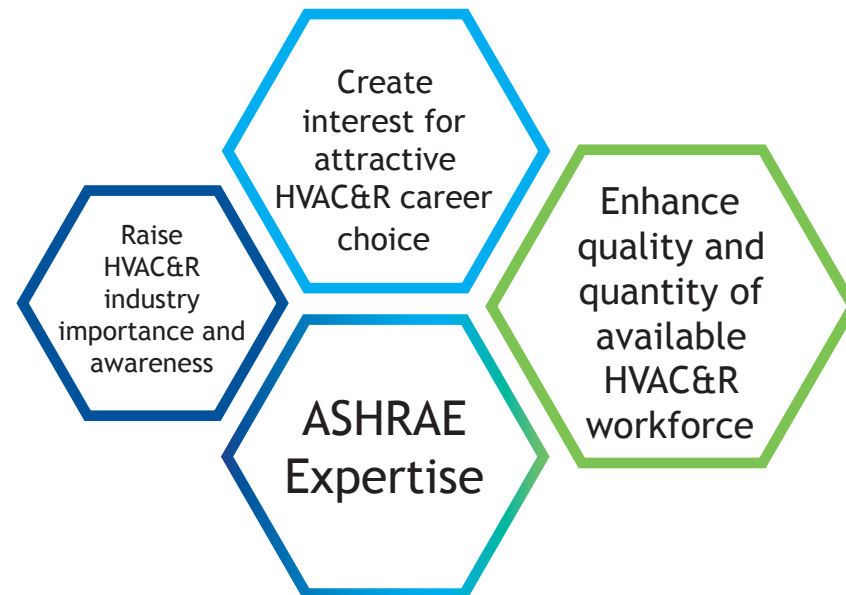 Create
interest for
attractive
HVAC&R career
choice
Raise
HVAC&R
industry
importance and
awareness
Enhance
quality and
quantity of
available
HVAC&R
workforce
ASHRAE
Expertise